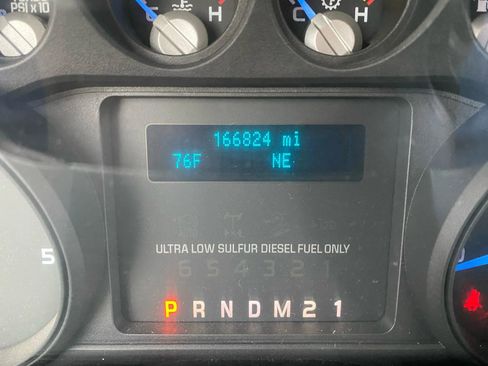 PSI x 10
C H C H
166824 mi
76F NE
ULTRA LOW SULFUR DIESEL FUEL ONLY
5
6 5 4 3 2 1
P R N D M 2 1